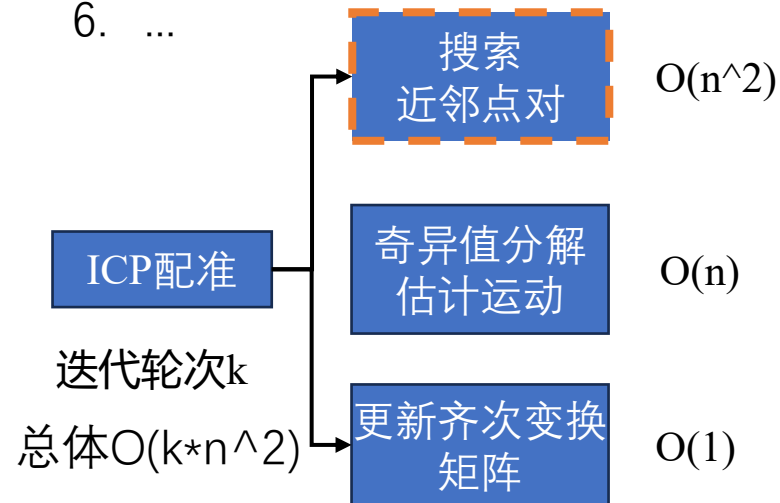 6. ...
搜索
近邻点对
O(n^2)
ICP配准
奇异值分解
估计运动
O(n)
迭代轮次k
总体O(k*n^2)
更新齐次变换
矩阵
O(1)